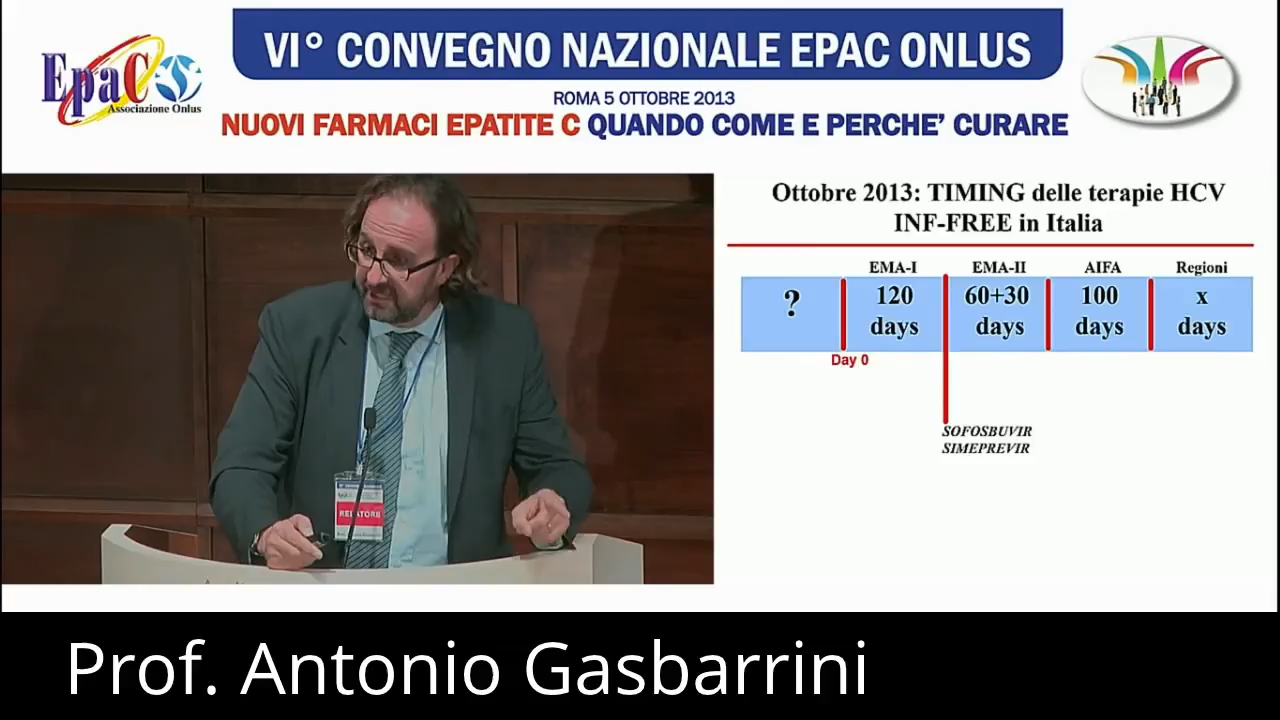 EpaC
Associazione Onlus
VI° CONVEGNO NAZIONALE EPAC ONLUS
ROMA 5 OTTOBRE 2013
NUOVI FARMACI EPATITE C QUANDO COME E PERCHE’ CURARE
RELATORE
Ottobre 2013: TIMING delle terapie HCV
INF-FREE in Italia
EMA-I EMA-II AIFA Regioni
? 120 60+30 100 x
days days days days
Day 0
SOFOSBUVIR
SIMEPREVIR
Prof. Antonio Gasbarrini